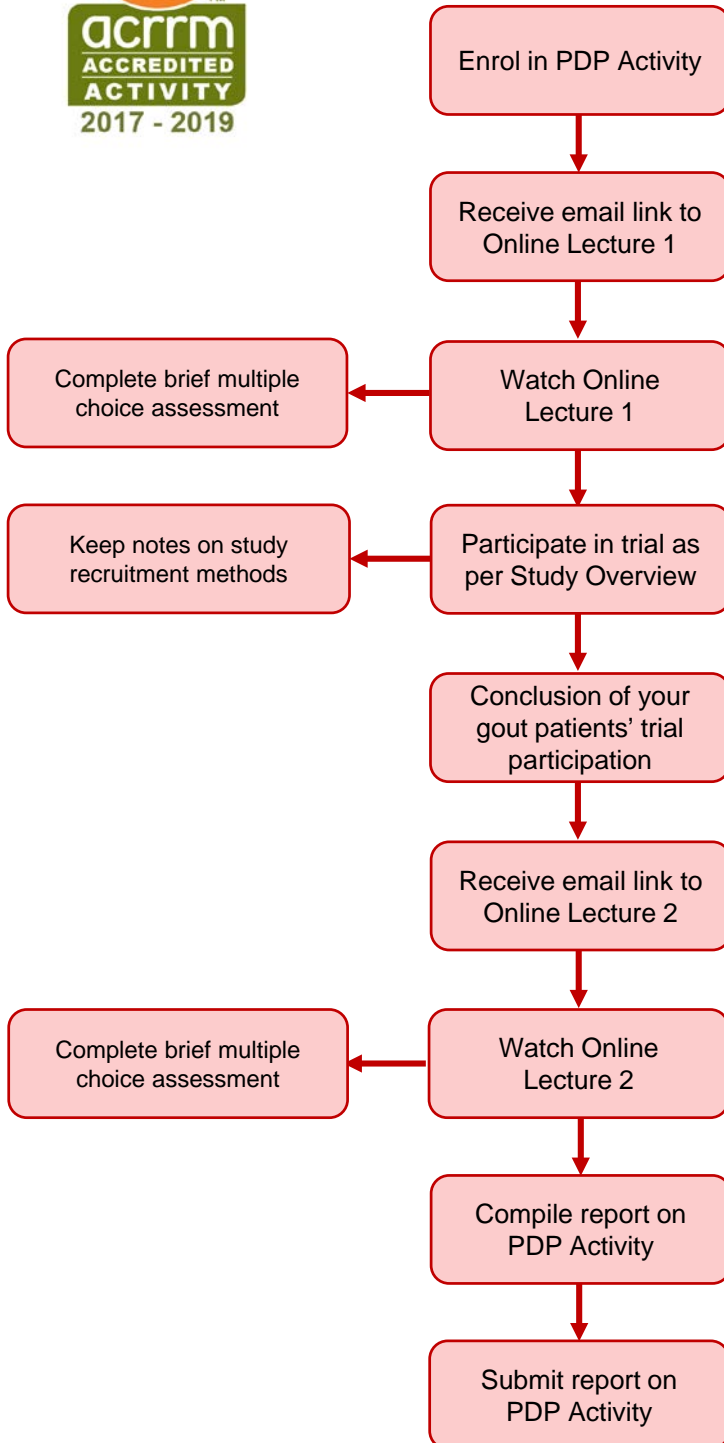 acrrm
ACCREDITED
ACTIVITY
2017 - 2019
Enrol in PDP Activity
Receive email link to
Online Lecture 1
Complete brief multiple
choice assessment
Watch Online
Lecture 1
Keep notes on study
recruitment methods
Participate in trial as
per Study Overview
Conclusion of your
gout patients’ trial
participation
Receive email link to
Online Lecture 2
Complete brief multiple
choice assessment
Watch Online
Lecture 2
Compile report on
PDP Activity
Submit report on
PDP Activity